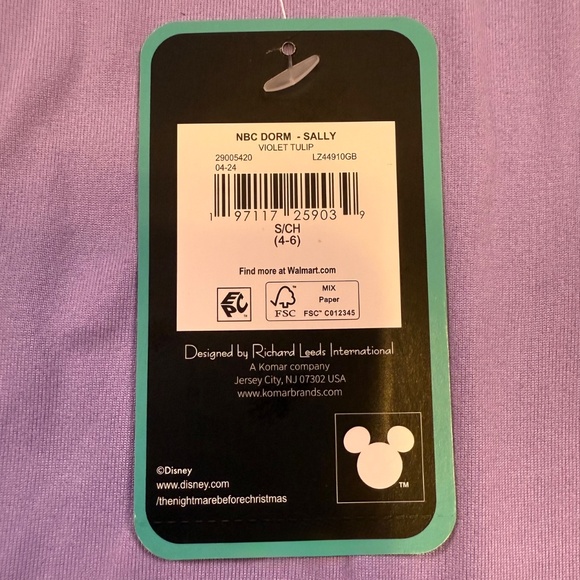 NBC DORM - SALLY
VIOLET TULIP
29005420 LZ44910GB
04-24
1 97117 25903 9
S/CH
(4-6)
Find more at Walmart.com
EPC™
FSC
MIX
Paper
FSC™ C012345
Designed by Richard Leeds International
A Komar company
Jersey City, NJ 07302 USA
www.komarbrands.com
TM
©Disney
www.disney.com
/thenightmarebeforechristmas